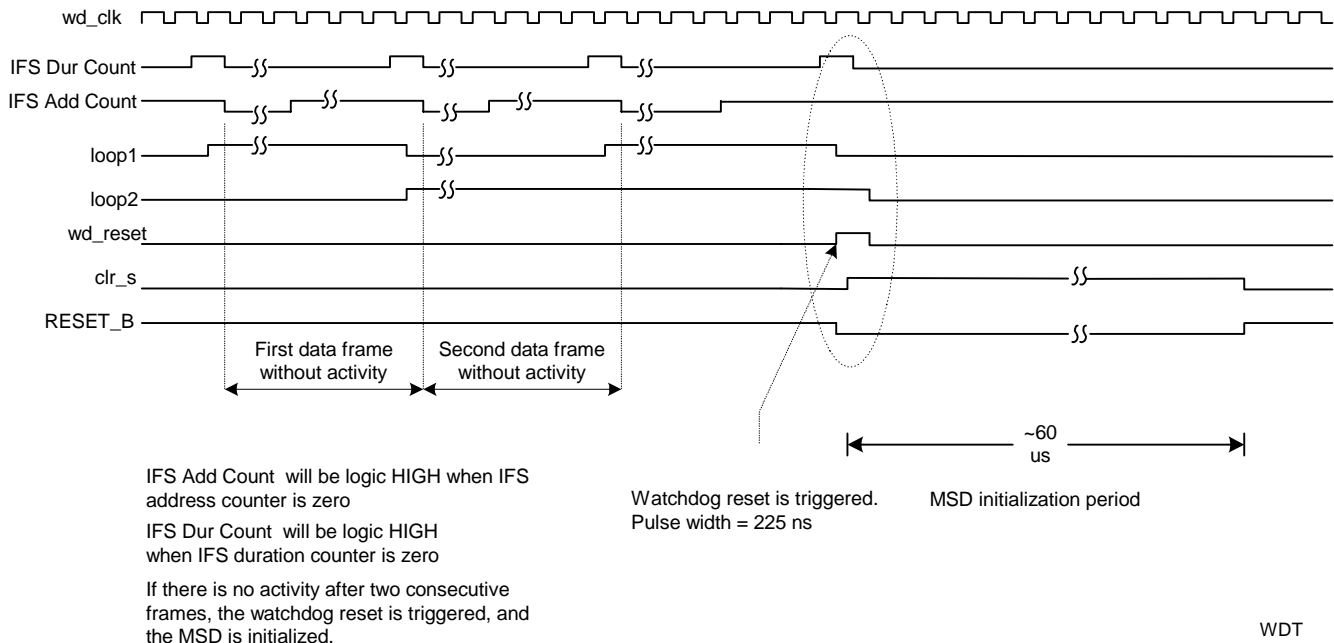 wd_clk
IFS Dur Count
IFS Add Count
loop1
loop2
wd_reset
clr_s
RESET_B
First data frame
without activity
Second data frame
without activity
~60
us
IFS Add Count will be logic HIGH when IFS
address counter is zero
IFS Dur Count will be logic HIGH
when IFS duration counter is zero
If there is no activity after two consecutive
frames, the watchdog reset is triggered, and
the MSD is initialized.
Watchdog reset is triggered.
Pulse width = 225 ns
MSD initialization period
WDT